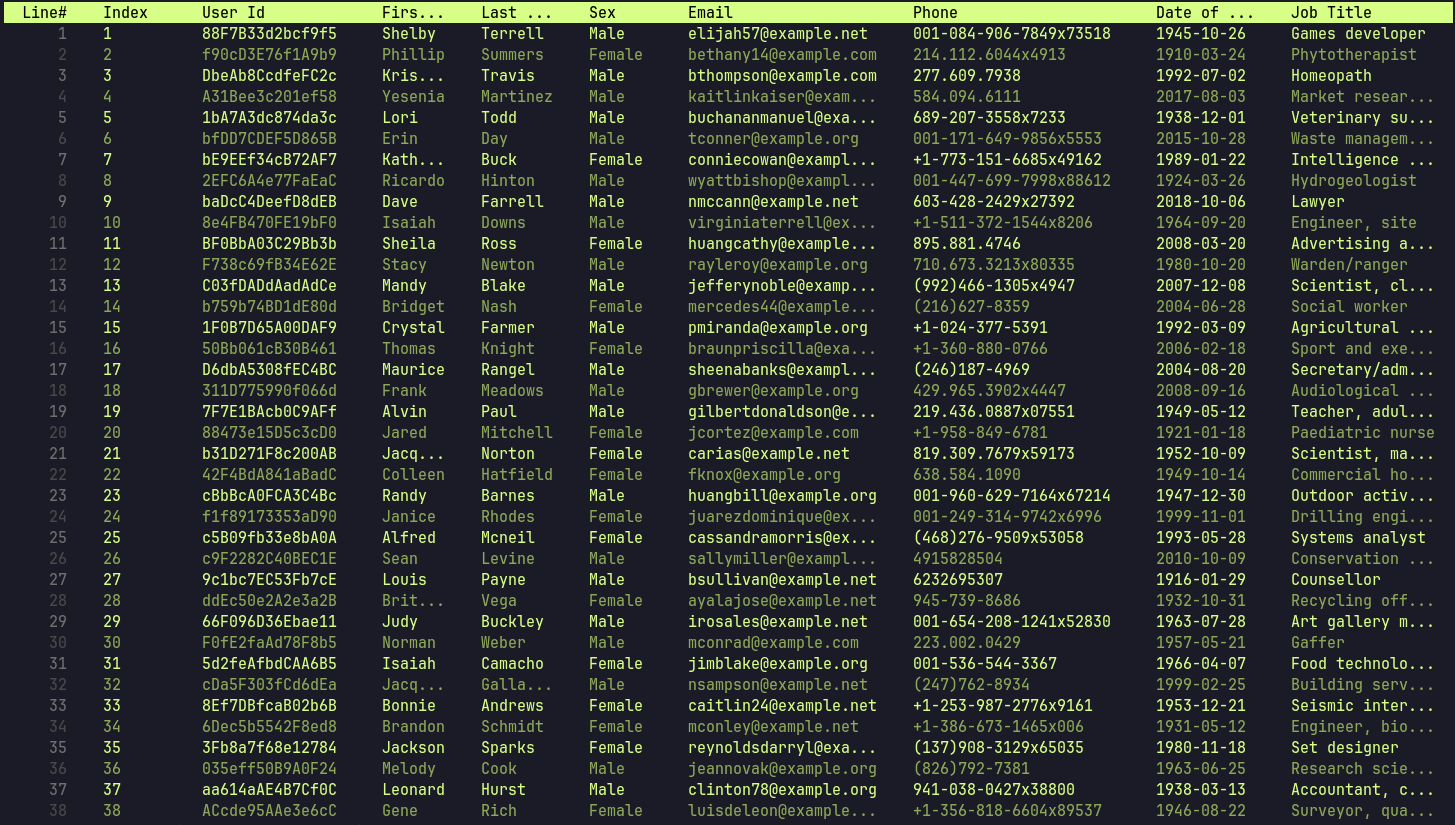 Line# Index User Id Firs... Last ... Sex Email Phone Date of ... Job Title
1 1 88F7B33d2bcf9f5 Shelby Terrell Male elijah57@example.net 001-084-906-7849x73518 1945-10-26 Games developer
2 2 f90cD3E76f1A9b9 Phillip Summers Female bethany14@example.com 214.112.6044x4913 1910-03-24 Phytotherapist
3 3 DbeAb8CcdfeFC2c Kris... Travis Male bthompson@example.com 277.609.7938 1992-07-02 Homeopath
4 4 A31Bee3c201ef58 Yesenia Martinez Male kaitlinkaiser@exam... 584.094.6111 2017-08-03 Market resear...
5 5 1bA7A3dc874da3c Lori Todd Male buchananmanuel@exa... 689-207-3558x7233 1938-12-01 Veterinary su...
6 6 bfDD7CDEF5D865B Erin Day Male tconner@example.org 001-171-649-9856x5553 2015-10-28 Waste managem...
7 7 bE9EEf34cB72AF7 Kath... Buck Female conniecowan@exampl... +1-773-151-6685x49162 1989-01-22 Intelligence ...
8 8 2EFC6A4e77FaEaC Ricardo Hinton Male wyattbishop@exampl... 001-447-699-7998x88612 1924-03-26 Hydrogeologist
9 9 baDcC4DeefD8dEB Dave Farrell Male nmccann@example.net 603-428-2429x27392 2018-10-06 Lawyer
10 10 8e4FB470FE19bF0 Isaiah Downs Male virginiaterrell@ex... +1-511-372-1544x8206 1964-09-20 Engineer, site
11 11 BF0BbA03C29Bb3b Sheila Ross Female huangcathy@example... 895.881.4746 2008-03-20 Advertising a...
12 12 F738c69fB34E62E Stacy Newton Male rayleroy@example.org 710.673.3213x80335 1980-10-20 Warden/ranger
13 13 C03fDADdAadAdCe Mandy Blake Male jefferynoble@examp... (992)466-1305x4947 2007-12-08 Scientist, cl...
14 14 b759b74BD1dE80d Bridget Nash Female mercedes44@example... (216)627-8359 2004-06-28 Social worker
15 15 1F0B7D65A00DAF9 Crystal Farmer Male pmiranda@example.org +1-024-377-5391 1992-03-09 Agricultural ...
16 16 50Bb061cB30B461 Thomas Knight Female braunpriscilla@exa... +1-360-880-0766 2006-02-18 Sport and exe...
17 17 D6dbA5308fEC4BC Maurice Rangel Male sheenabanks@exampl... (246)187-4969 2004-08-20 Secretary/adm...
18 18 311D775990f066d Frank Meadows Male gbrewer@example.org 429.965.3902x4447 2008-09-16 Audiological ...
19 19 7F7E1BAcb0C9AFf Alvin Paul Male gilbertdonaldson@e... 219.436.0887x07551 1949-05-12 Teacher, adul...
20 20 88473e15D5c3cD0 Jared Mitchell Female jcortez@example.com +1-958-849-6781 1921-01-18 Paediatric nurse
21 21 b31D271F8c200AB Jacq... Norton Female carias@example.net 819.309.7679x59173 1952-10-09 Scientist, ma...
22 22 42F4BdA841aBadC Colleen Hatfield Female fknox@example.org 638.584.1090 1949-10-14 Commercial ho...
23 23 cBbBcA0FCA3C4Bc Randy Barnes Male huangbill@example.org 001-960-629-7164x67214 1947-12-30 Outdoor activ...
24 24 f1f89173353aD90 Janice Rhodes Female juarezdominique@ex... 001-249-314-9742x6996 1999-11-01 Drilling engi...
25 25 c5B09fb33e8bA0A Alfred Mcneil Female cassandramorris@ex... (468)276-9509x53058 1993-05-28 Systems analyst
26 26 c9F2282C40BEC1E Sean Levine Male sallymiller@exampl... 4915828504 2010-10-09 Conservation ...
27 27 9c1bc7EC53Fb7cE Louis Payne Male bsullivan@example.net 6232695307 1916-01-29 Counsellor
28 28 ddEc50e2A2e3a2B Brit... Vega Female ayalajose@example.net 945-739-8686 1932-10-31 Recycling off...
29 29 66F096D36Ebae11 Judy Buckley Male irosales@example.net 001-654-208-1241x52830 1963-07-28 Art gallery m...
30 30 F0fE2faAd78F8b5 Norman Weber Male mconrad@example.com 223.002.0429 1957-05-21 Gaffer
31 31 5d2feAfbdCAA6B5 Isaiah Camacho Female jimblake@example.org 001-536-544-3367 1966-04-07 Food technolo...
32 32 cDa5F303fCd6dEa Jacq... Galla... Male nsampson@example.net (247)762-8934 1999-02-25 Building serv...
33 33 8Ef7DBfcaB02b6B Bonnie Andrews Female caitlin24@example.net +1-253-987-2776x9161 1953-12-21 Seismic inter...
34 34 6Dec5b5542F8ed8 Brandon Schmidt Female mconley@example.net +1-386-673-1465x006 1931-05-12 Engineer, bio...
35 35 3Fb8a7f68e12784 Jackson Sparks Female reynoldsdarryl@exa... (137)908-3129x65035 1980-11-18 Set designer
36 36 035eff50B9A0F24 Melody Cook Male jeannovak@example.org (826)792-7381 1963-06-25 Research scie...
37 37 aa614aAE4B7Cf0C Leonard Hurst Male clinton78@example.org 941-038-0427x38800 1938-03-13 Accountant, c...
38 38 ACcde95AAe3e6cC Gene Rich Female luisdeleon@example... +1-356-818-6604x89537 1946-08-22 Surveyor, qua...